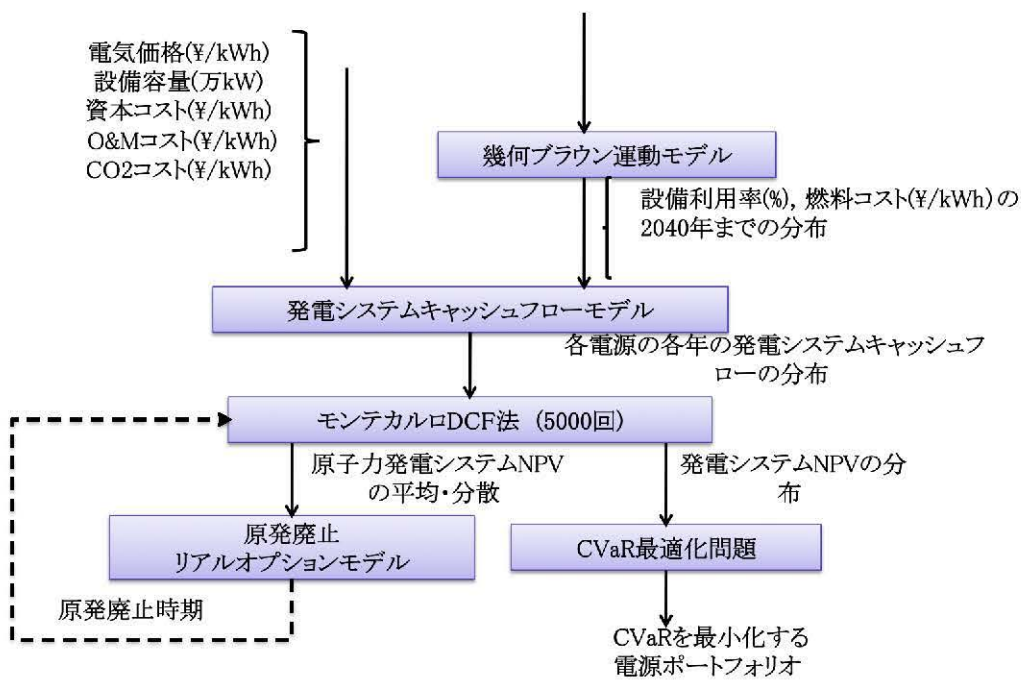 電気価格(¥/kWh)
設備容量(万kW)
資本コスト(¥/kWh)
O&Mコスト(¥/kWh)
CO2コスト(¥/kWh)
幾何ブラウン運動モデル
設備利用率(%), 燃料コスト(¥/kWh)の
2040年までの分布
発電システムキャッシュフローモデル
各電源の各年の発電システムキャッシュフ
ローの分布
モンテカルロDCF法 (5000回)
原子力発電システムNPV
の平均・分散
発電システムNPVの分
布
原発廃止
リアルオプションモデル
CVaR最適化問題
原発廃止時期
CVaRを最小化する
電源ポートフォリオ